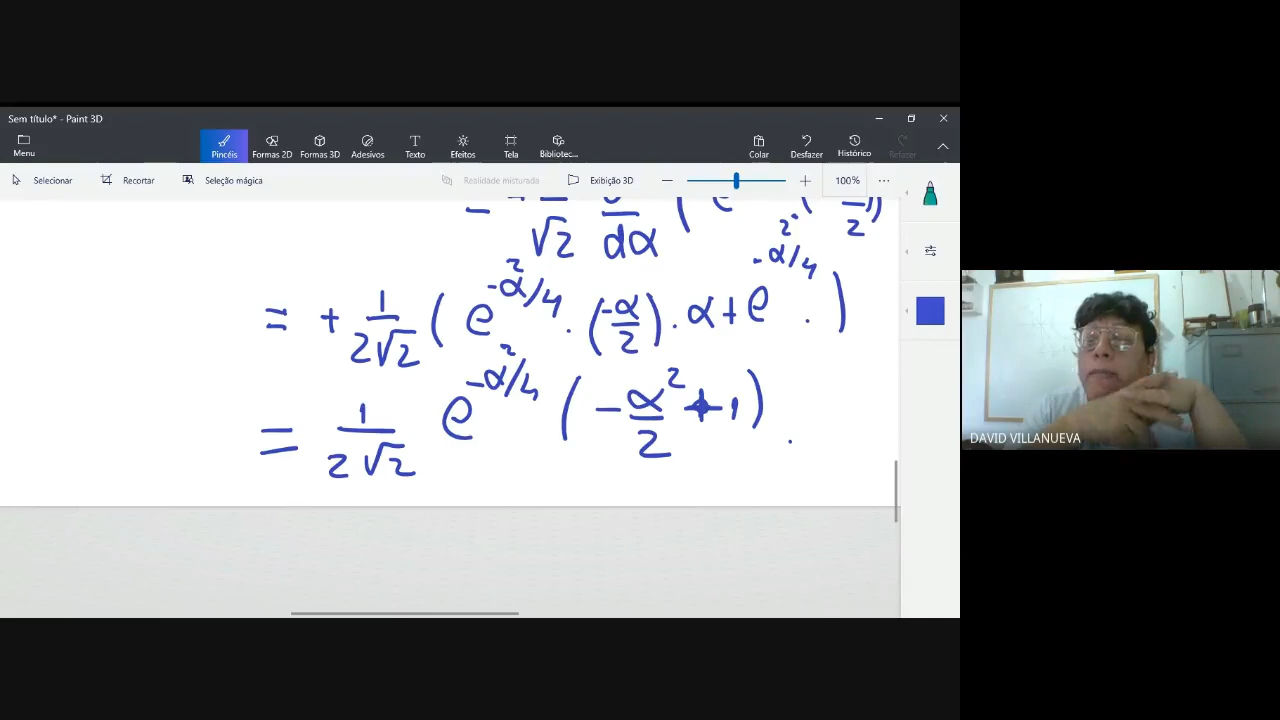 Sem título* - Paint 3D
Menu
Pincéis
Formas 2D
Formas 3D
Adesivos
Texto
Efeitos
Tela
Bibliotec...
Colar
Desfazer
Histórico
Refazer
Selecionar
Recortar
Seleção mágica
Realidade misturada
Exibição 3D
100%
√2 dα 2
= + 1/(2√2) ( e^(-α²/4) · (-α/2) · α + e^(-α²/4) · )
= 1/(2√2) e^(-α²/4) ( - α²/2 + 1 ) .
DAVID VILLANUEVA